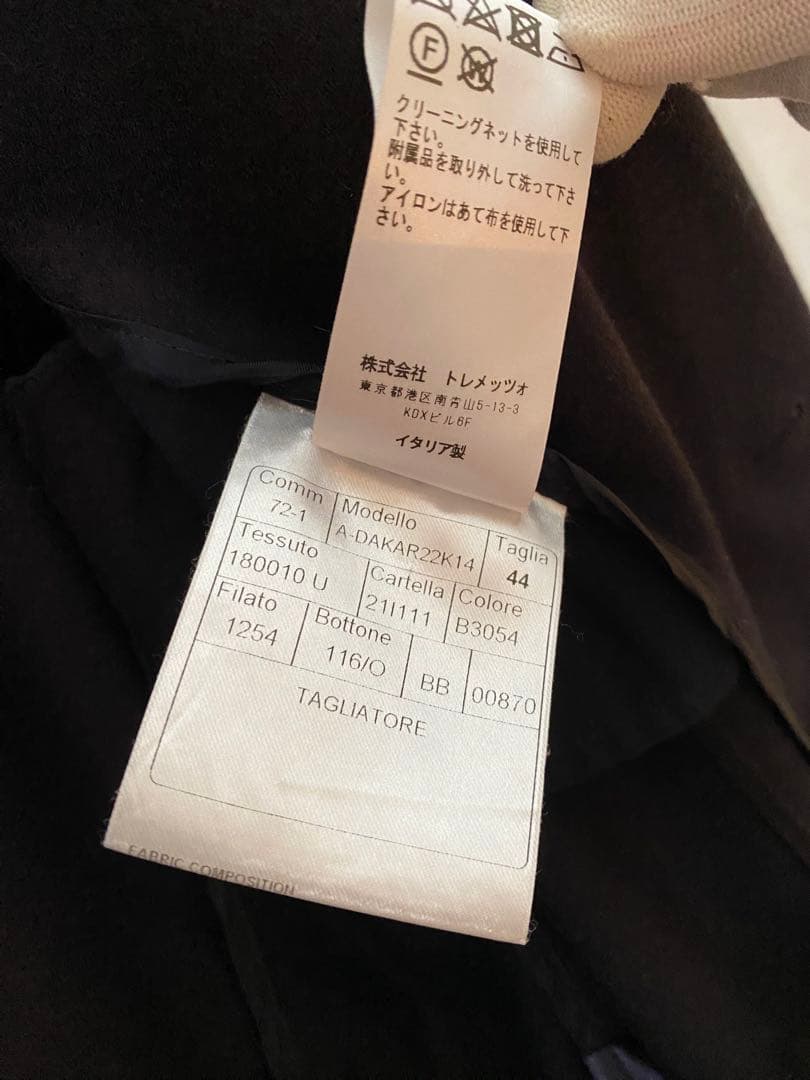 F
W
クリーニングネットを使用して
下さい。
附属品を取り外して洗って下さ
い。
アイロンはあて布を使用して下
さい。
株式会社 トレメッツォ
東京都港区南青山5-13-3
KDXビル6F
イタリア製
Comm Modello Taglia
72-1 A-DAKAR22K14 44
Tessuto Cartella Colore
180010 U 21I111 B3054
Filato Bottone
1254 116/O BB 00870
TAGLIATORE
FABRIC COMPOSITION